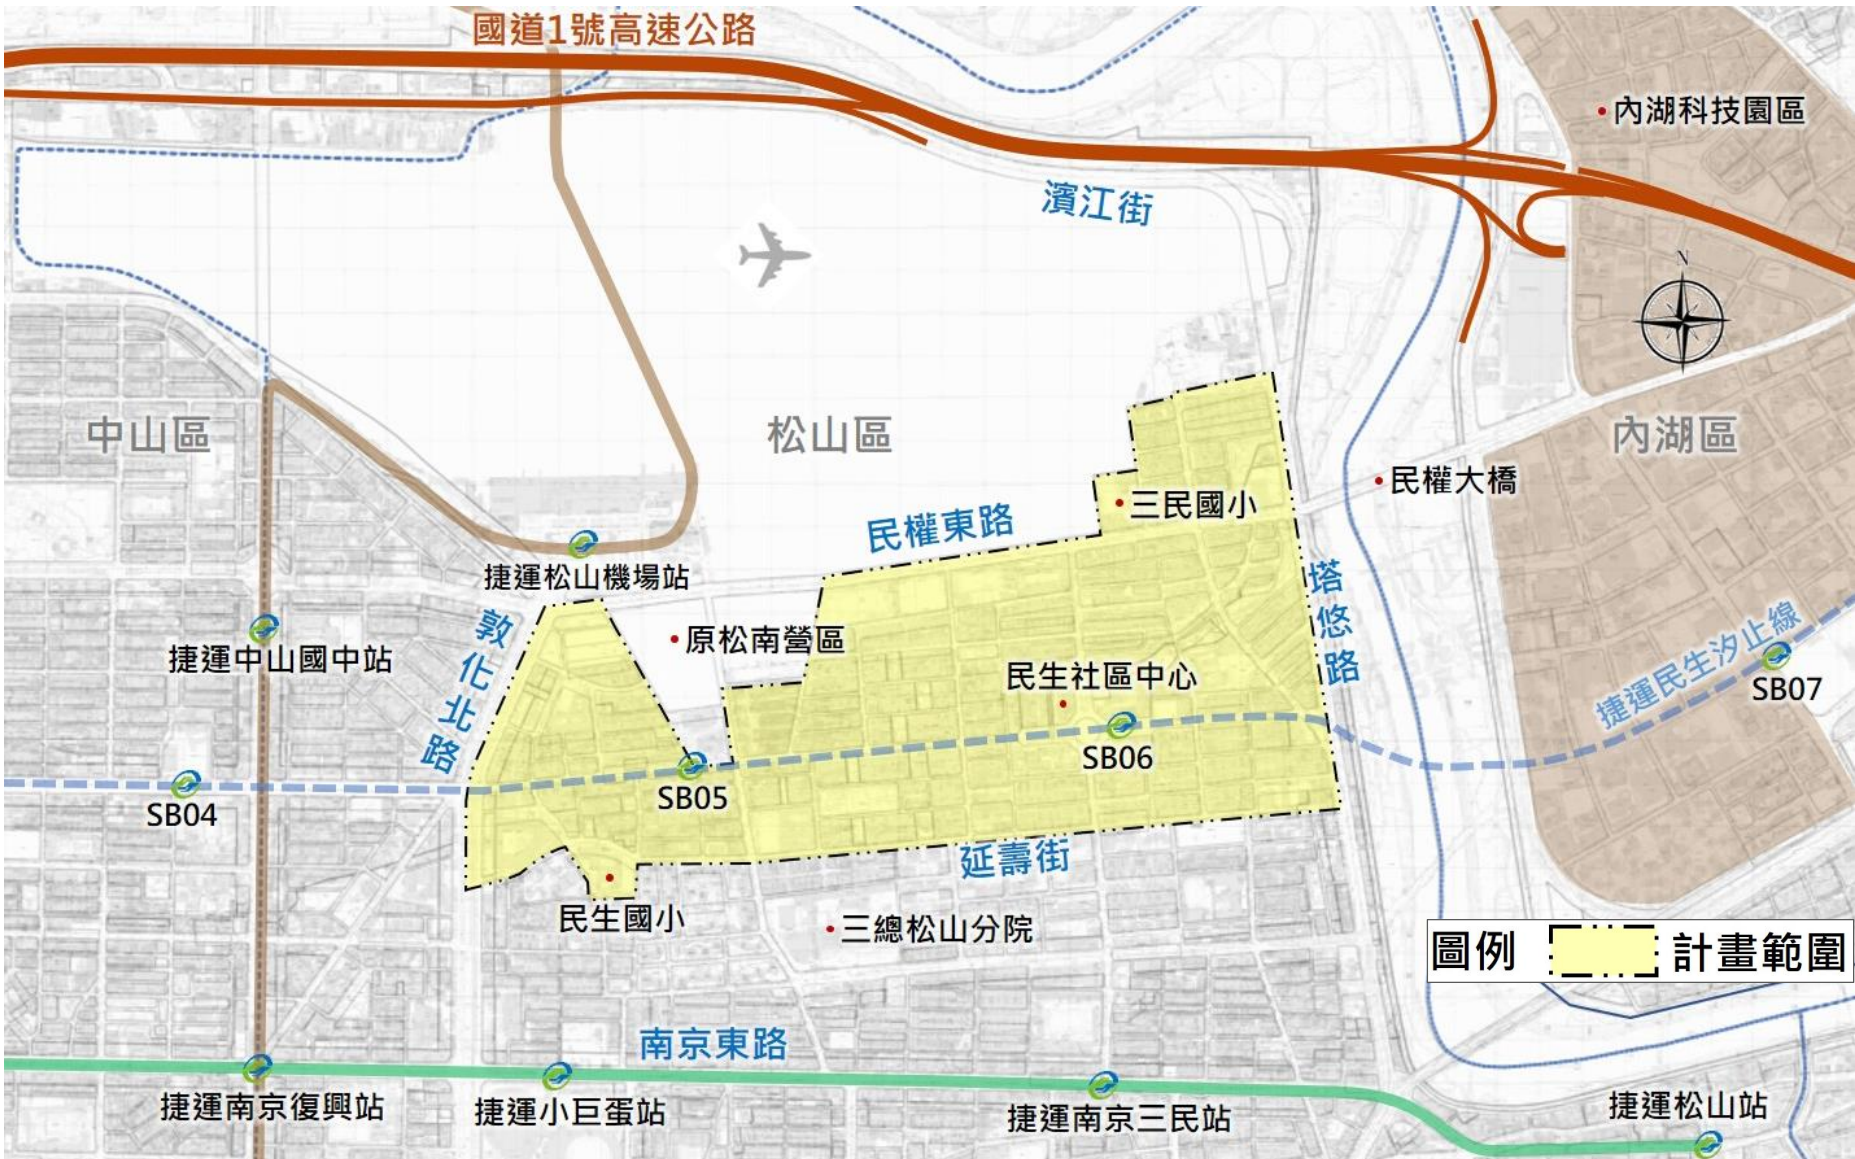 國道1號高速公路
內湖科技園區
濱江街
N
中山區
松山區
內湖區
民權大橋
三民國小
民權東路
捷運松山機場站
敦化北路
原松南營區
塔悠路
捷運中山國中站
民生社區中心
捷運民生汐止線
SB07
SB06
SB05
SB04
延壽街
民生國小
三總松山分院
圖例
計畫範圍
南京東路
捷運南京復興站
捷運小巨蛋站
捷運南京三民站
捷運松山站